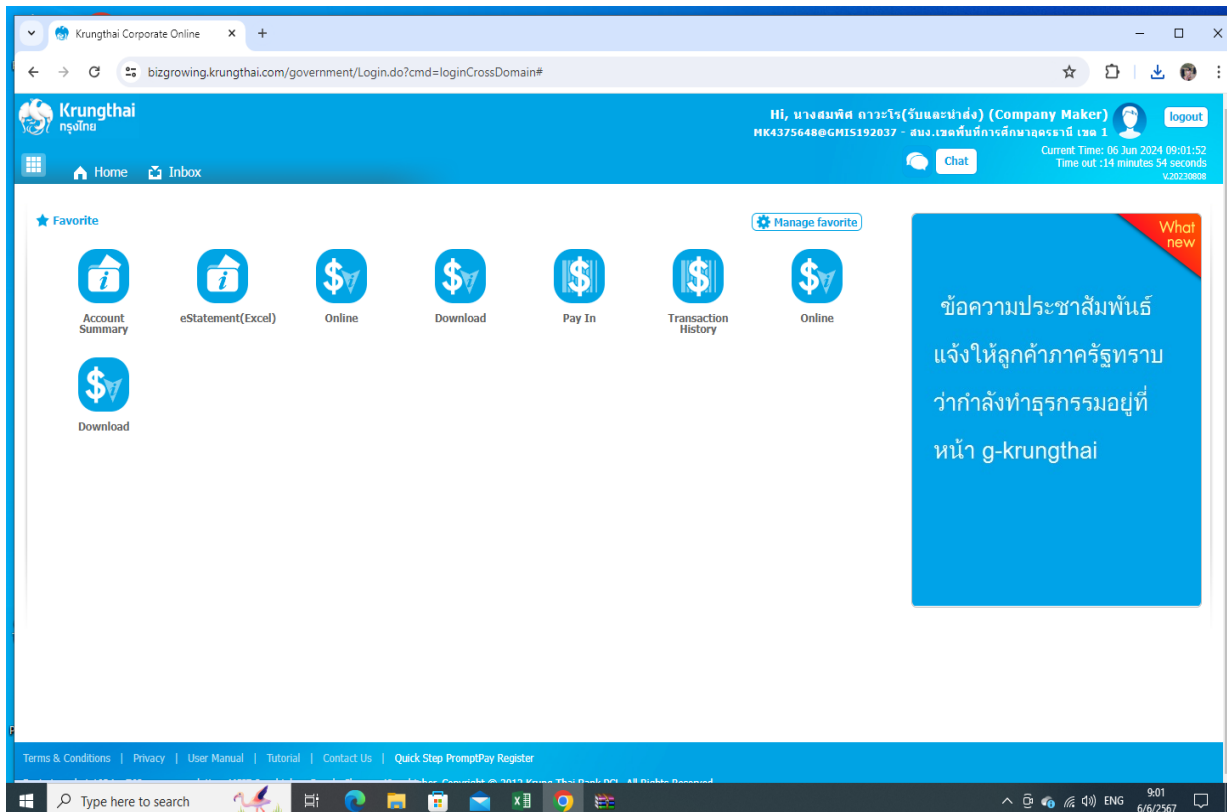 Krungthai Corporate Online
bizgrowing.krungthai.com/government/Login.do?cmd=loginCrossDomain#
Krungthai
กรุงไทย
Hi, นางสมพิศ ถาวะโร(รับและนำส่ง) (Company Maker)
MK4375648@GMIS192037 - สนง.เขตพื้นที่การศึกษาอุดรธานี เขต 1
logout
Chat
Current Time: 06 Jun 2024 09:01:52
Time out :14 minutes 54 seconds
V.20230808
Home Inbox
Favorite
Manage favorite
Account Summary
eStatement(Excel)
Online
Download
Pay In
Transaction History
Online
Download
What new
ข้อความประชาสัมพันธ์
แจ้งให้ลูกค้าภาครัฐทราบ
ว่ากำลังทำธุรกรรมอยู่ที่
หน้า g-krungthai
Terms & Conditions | Privacy | User Manual | Tutorial | Contact Us | Quick Step PromptPay Register
Type here to search
ENG
9:01
6/6/2567